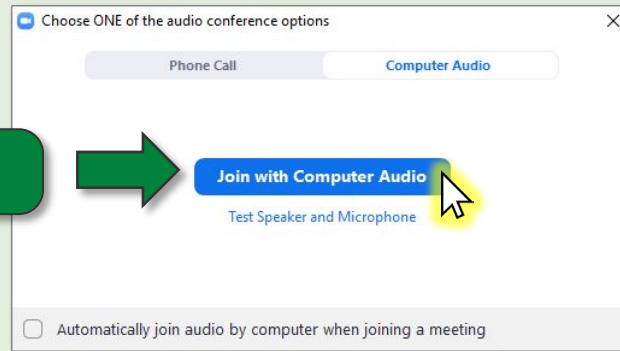 Choose ONE of the audio conference options
Phone Call
Computer Audio
Join with Computer Audio
Test Speaker and Microphone
Automatically join audio by computer when joining a meeting